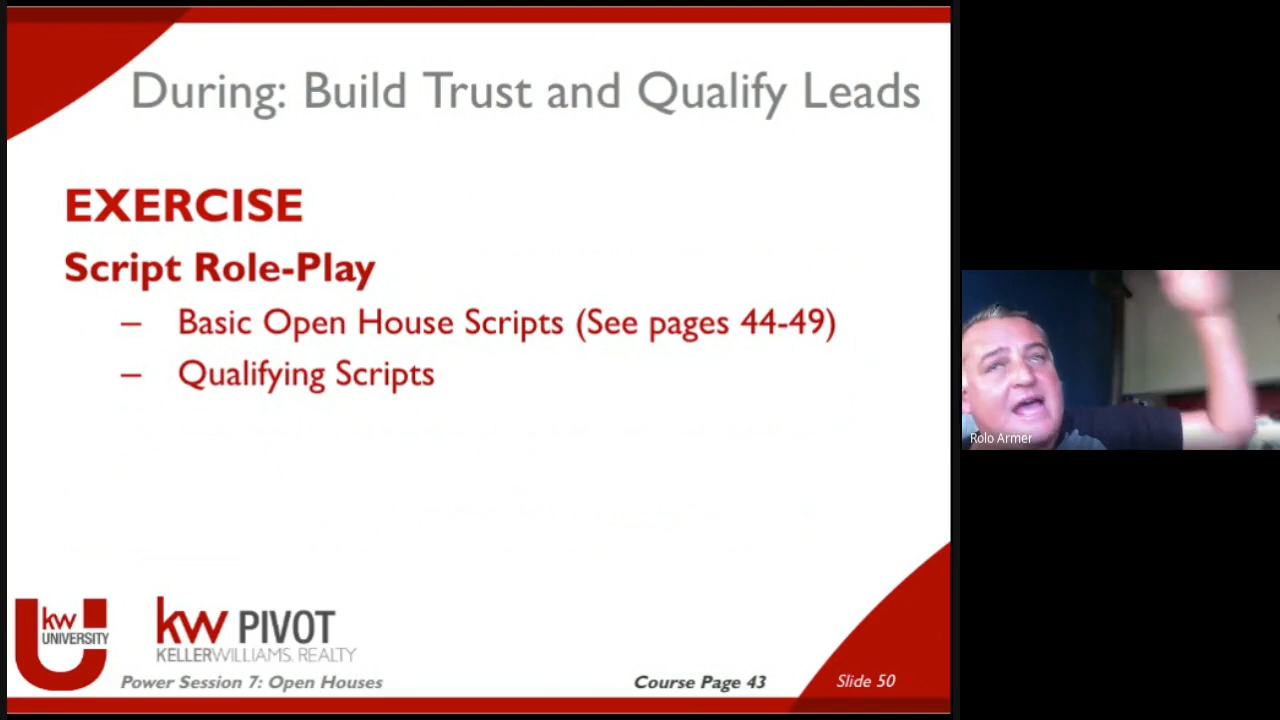 During: Build Trust and Qualify Leads
EXERCISE
Script Role-Play
– Basic Open House Scripts (See pages 44-49)
– Qualifying Scripts
Rolo Armer
kw
UNIVERSITY
kw PIVOT
KELLERWILLIAMS. REALTY
Power Session 7: Open Houses
Course Page 43
Slide 50